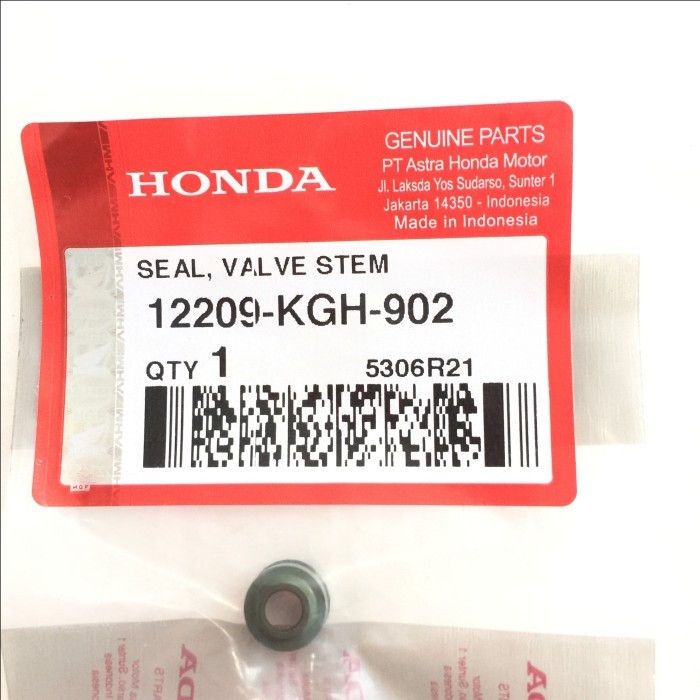 HONDA
GENUINE PARTS
PT Astra Honda Motor
Jl. Laksda Yos Sudarso, Sunter 1
Jakarta 14350 - Indonesia
Made in Indonesia
SEAL, VALVE STEM
12209-KGH-902
QTY 1 5306R21